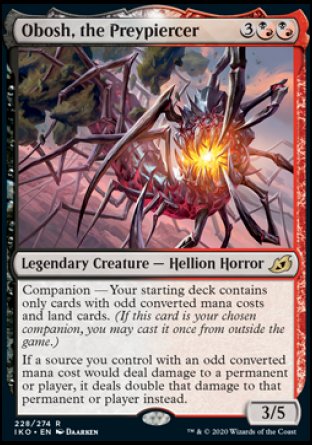 Obosh, the Preypiercer 3
Legendary Creature — Hellion Horror
Companion — Your starting deck contains
only cards with odd converted mana costs
and land cards. (If this card is your chosen
companion, you may cast it once from outside
the game.)
If a source you control with an odd converted
mana cost would deal damage to a permanent
or player, it deals double that damage to that
permanent or player instead.
228/274 R
IKO • EN Daarken
3/5
™ & © 2020 Wizards of the Coast